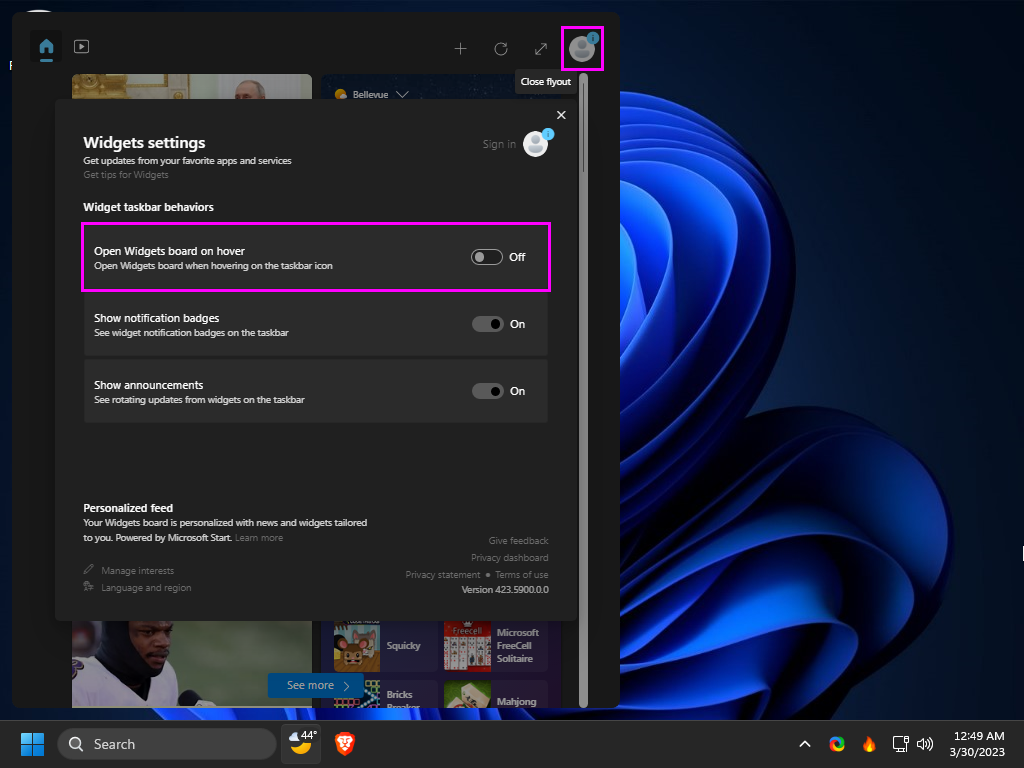 Bellevue
Close flyout
Widgets settings
Get updates from your favorite apps and services
Get tips for Widgets
Sign in
Widget taskbar behaviors
Open Widgets board on hover
Open Widgets board when hovering on the taskbar icon
Off
Show notification badges
See widget notification badges on the taskbar
On
Show announcements
See rotating updates from widgets on the taskbar
On
Personalized feed
Your Widgets board is personalized with news and widgets tailored
to you. Powered by Microsoft Start. Learn more
Manage interests
Language and region
Give feedback
Privacy dashboard
Privacy statement • Terms of use
Version 423.5900.0.0
Squicky
Freecell
Microsoft
FreeCell
Solitaire
See more
Bricks
Breaker
Mahjong
Search
44°
12:49 AM
3/30/2023